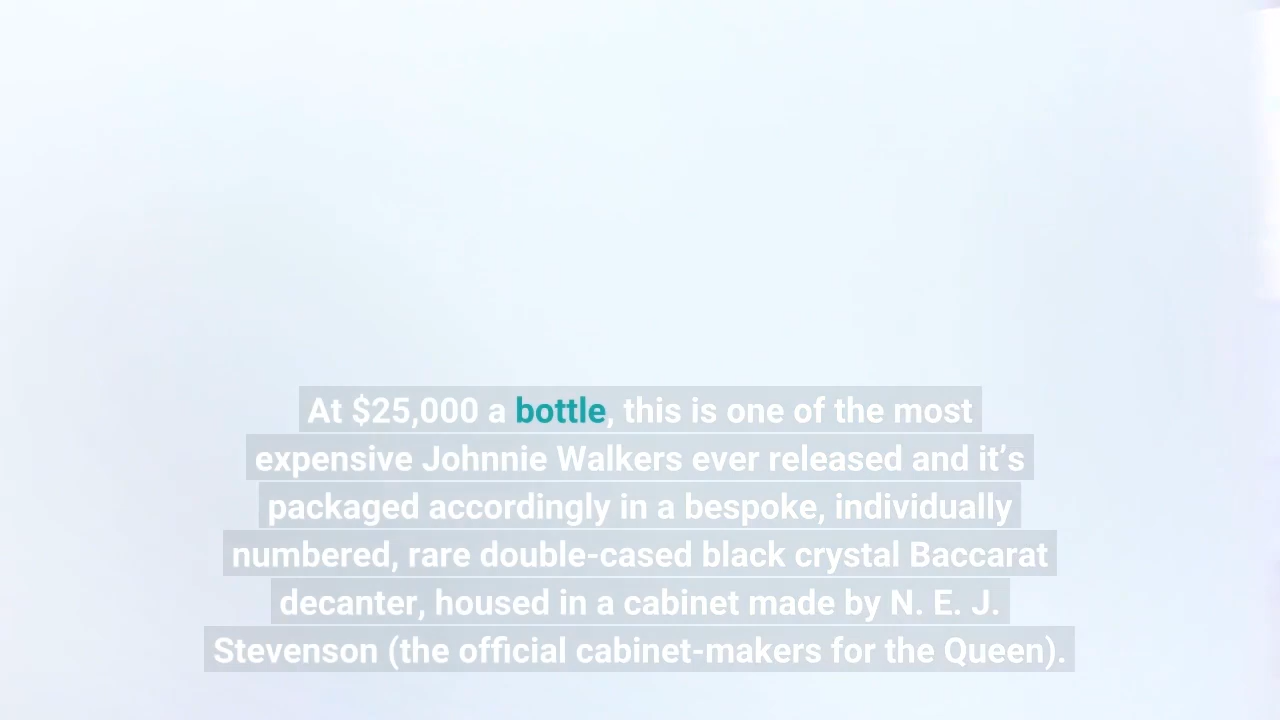 At $25,000 a bottle, this is one of the most
expensive Johnnie Walkers ever released and it’s
packaged accordingly in a bespoke, individually
numbered, rare double-cased black crystal Baccarat
decanter, housed in a cabinet made by N. E. J.
Stevenson (the official cabinet-makers for the Queen).